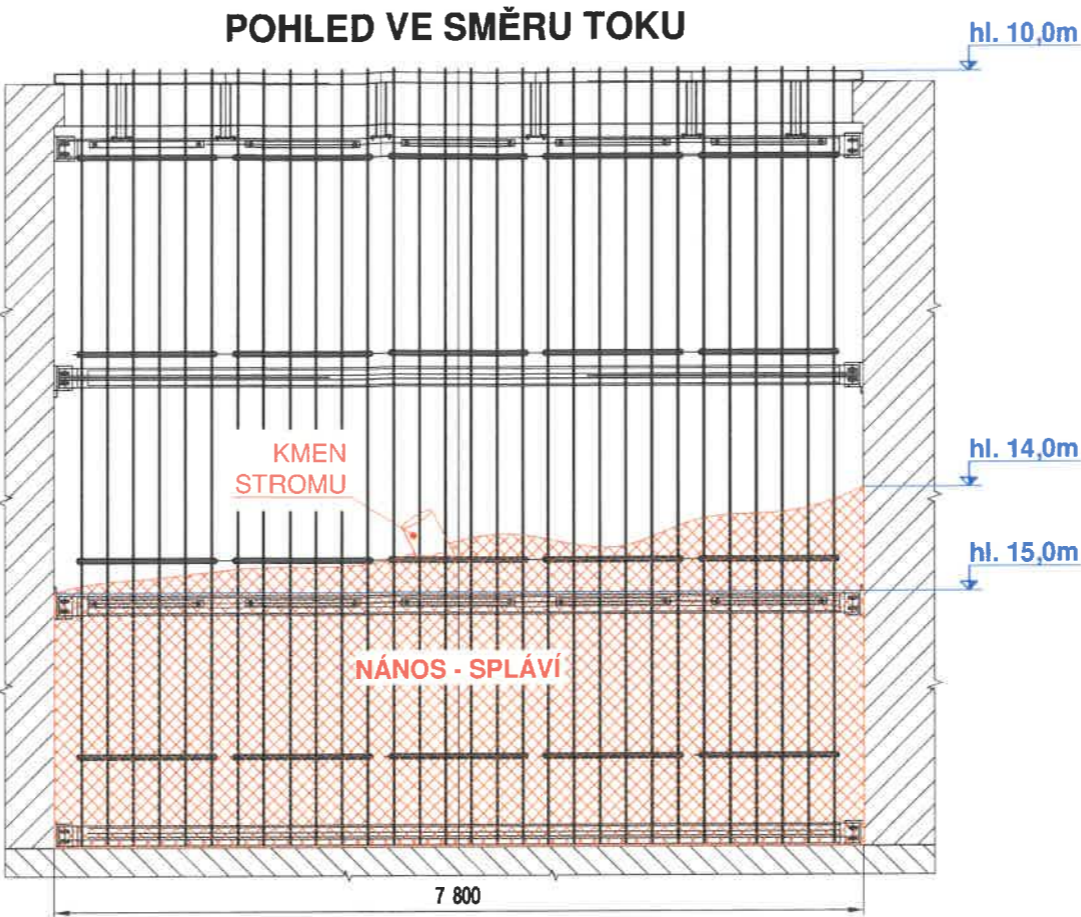 POHLED VE SMĚRU TOKU
hl. 10,0m
KMEN
STROMU
hl. 14,0m
hl. 15,0m
NÁNOS - SPLÁVÍ
7 800